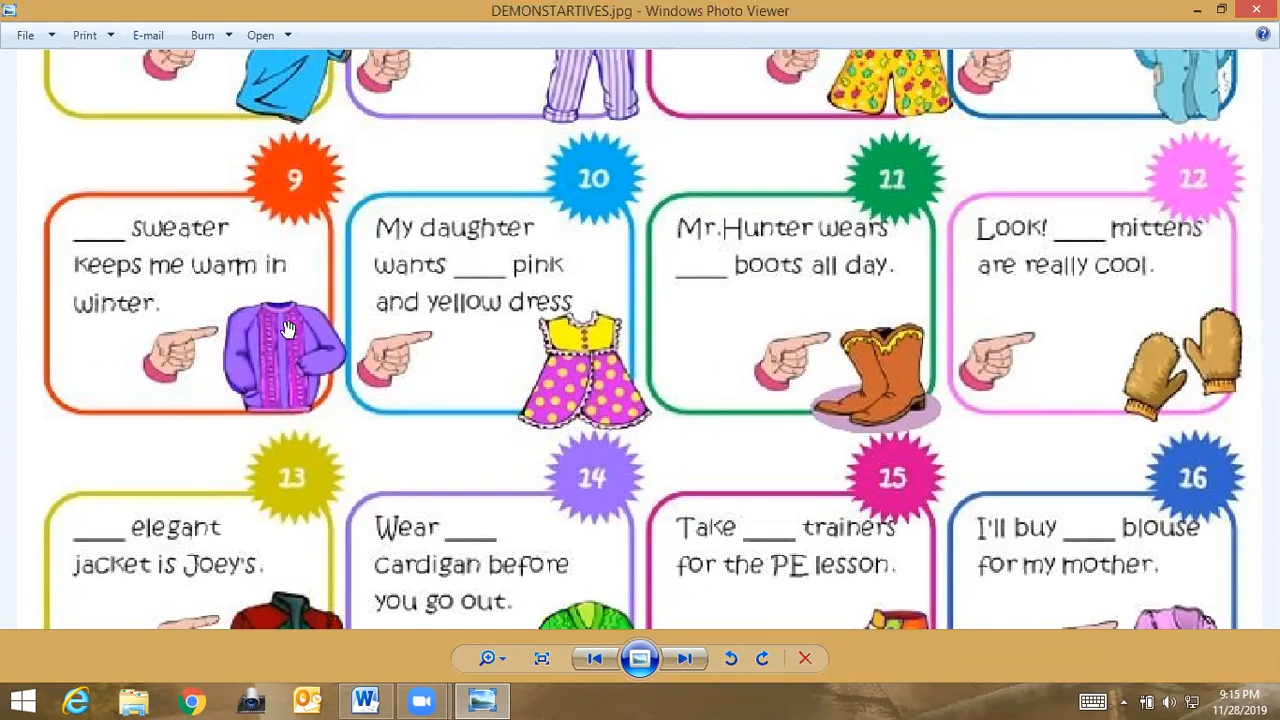 DEMONSTARTIVES.jpg - Windows Photo Viewer
File Print E-mail Burn Open
9
____ sweater
keeps me warm in
winter.
10
My daughter
wants ____ pink
and yellow dress
11
Mr.Hunter wears
____ boots all day.
12
Look! ____ mittens
are really cool.
13
____ elegant
jacket is Joey's.
14
Wear ____
cardigan before
you go out.
15
Take ____ trainers
for the PE lesson.
16
I'll buy ____ blouse
for my mother.
9:15 PM
11/28/2019